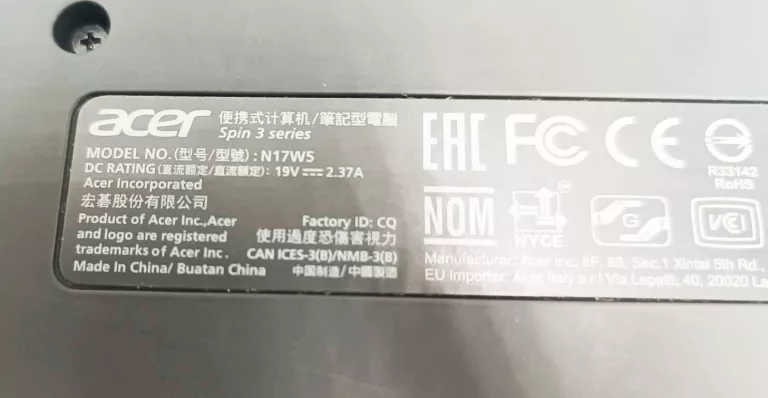 acer 便携式计算机/筆記型電腦
Spin 3 series
MODEL NO.(型号/型號): N17W5
DC RATING(直流额定/直流額定): 19V 2.37A
Acer Incorporated
宏碁股份有限公司
Product of Acer Inc.,Acer
and logo are registered
trademarks of Acer Inc.
Made In China/ Buatan China
Factory ID: CQ
使用過度恐傷害視力
CAN ICES-3(B)/NMB-3(B)
中国制造/中國製造
EAC FC CE
R33142
RoHS
NOM
NYCE
G
VCI
Manufacturer: Acer Inc. 8F, 88, Sec.1 Xintai 5th Rd.,
EU Importer: Acer Italy s.r.l Via Lepetit, 40, 20020 La